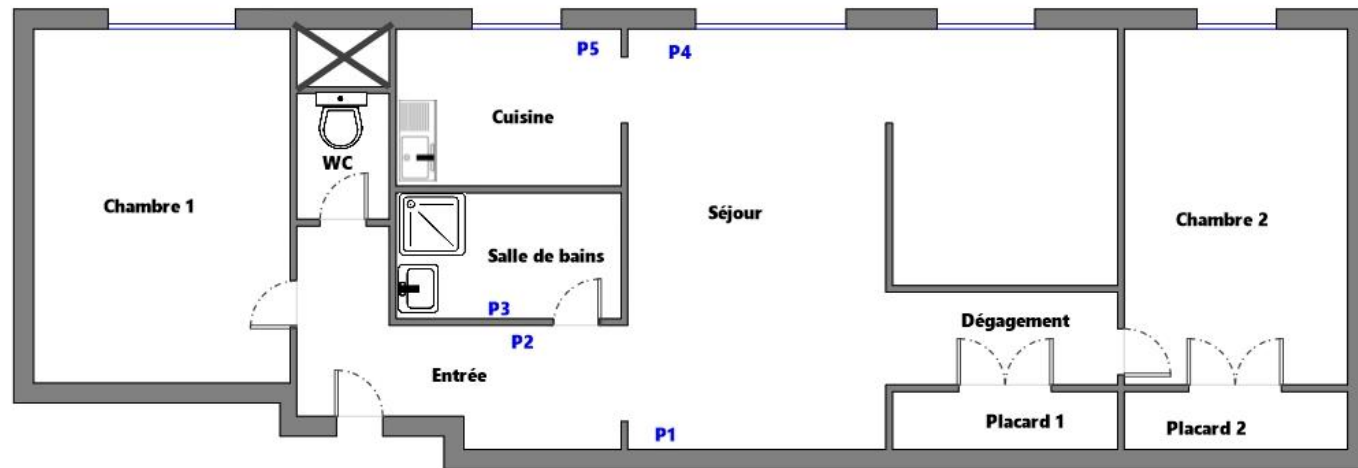 P5
P4
Cuisine
WC
Chambre 1
Séjour
Chambre 2
Salle de bains
P3
P2
Dégagement
Entrée
Placard 1
Placard 2
P1